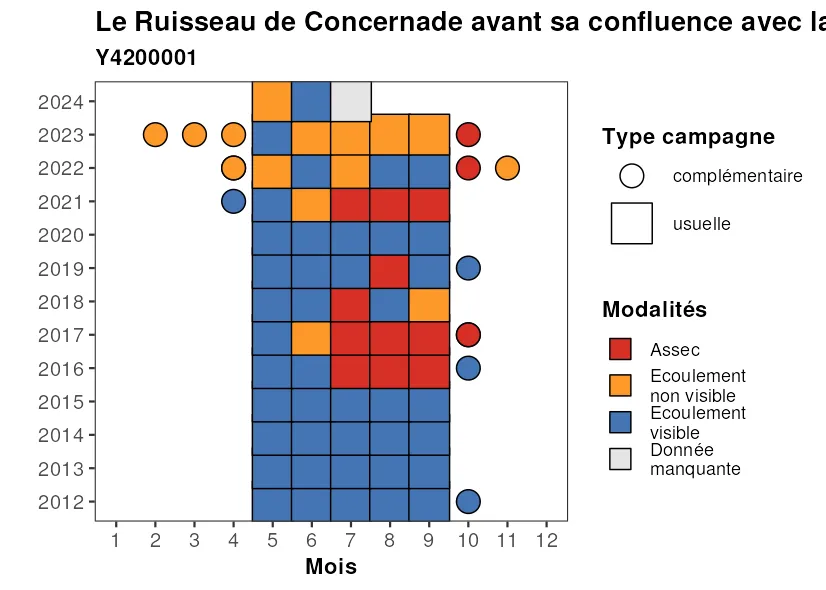 Le Ruisseau de Concernade avant sa confluence avec la
Y4200001
2024
2023
2022
2021
2020
2019
2018
2017
2016
2015
2014
2013
2012
1 2 3 4 5 6 7 8 9 10 11 12
Mois
Type campagne
complémentaire
usuelle
Modalités
Assec
Ecoulement
non visible
Ecoulement
visible
Donnée
manquante